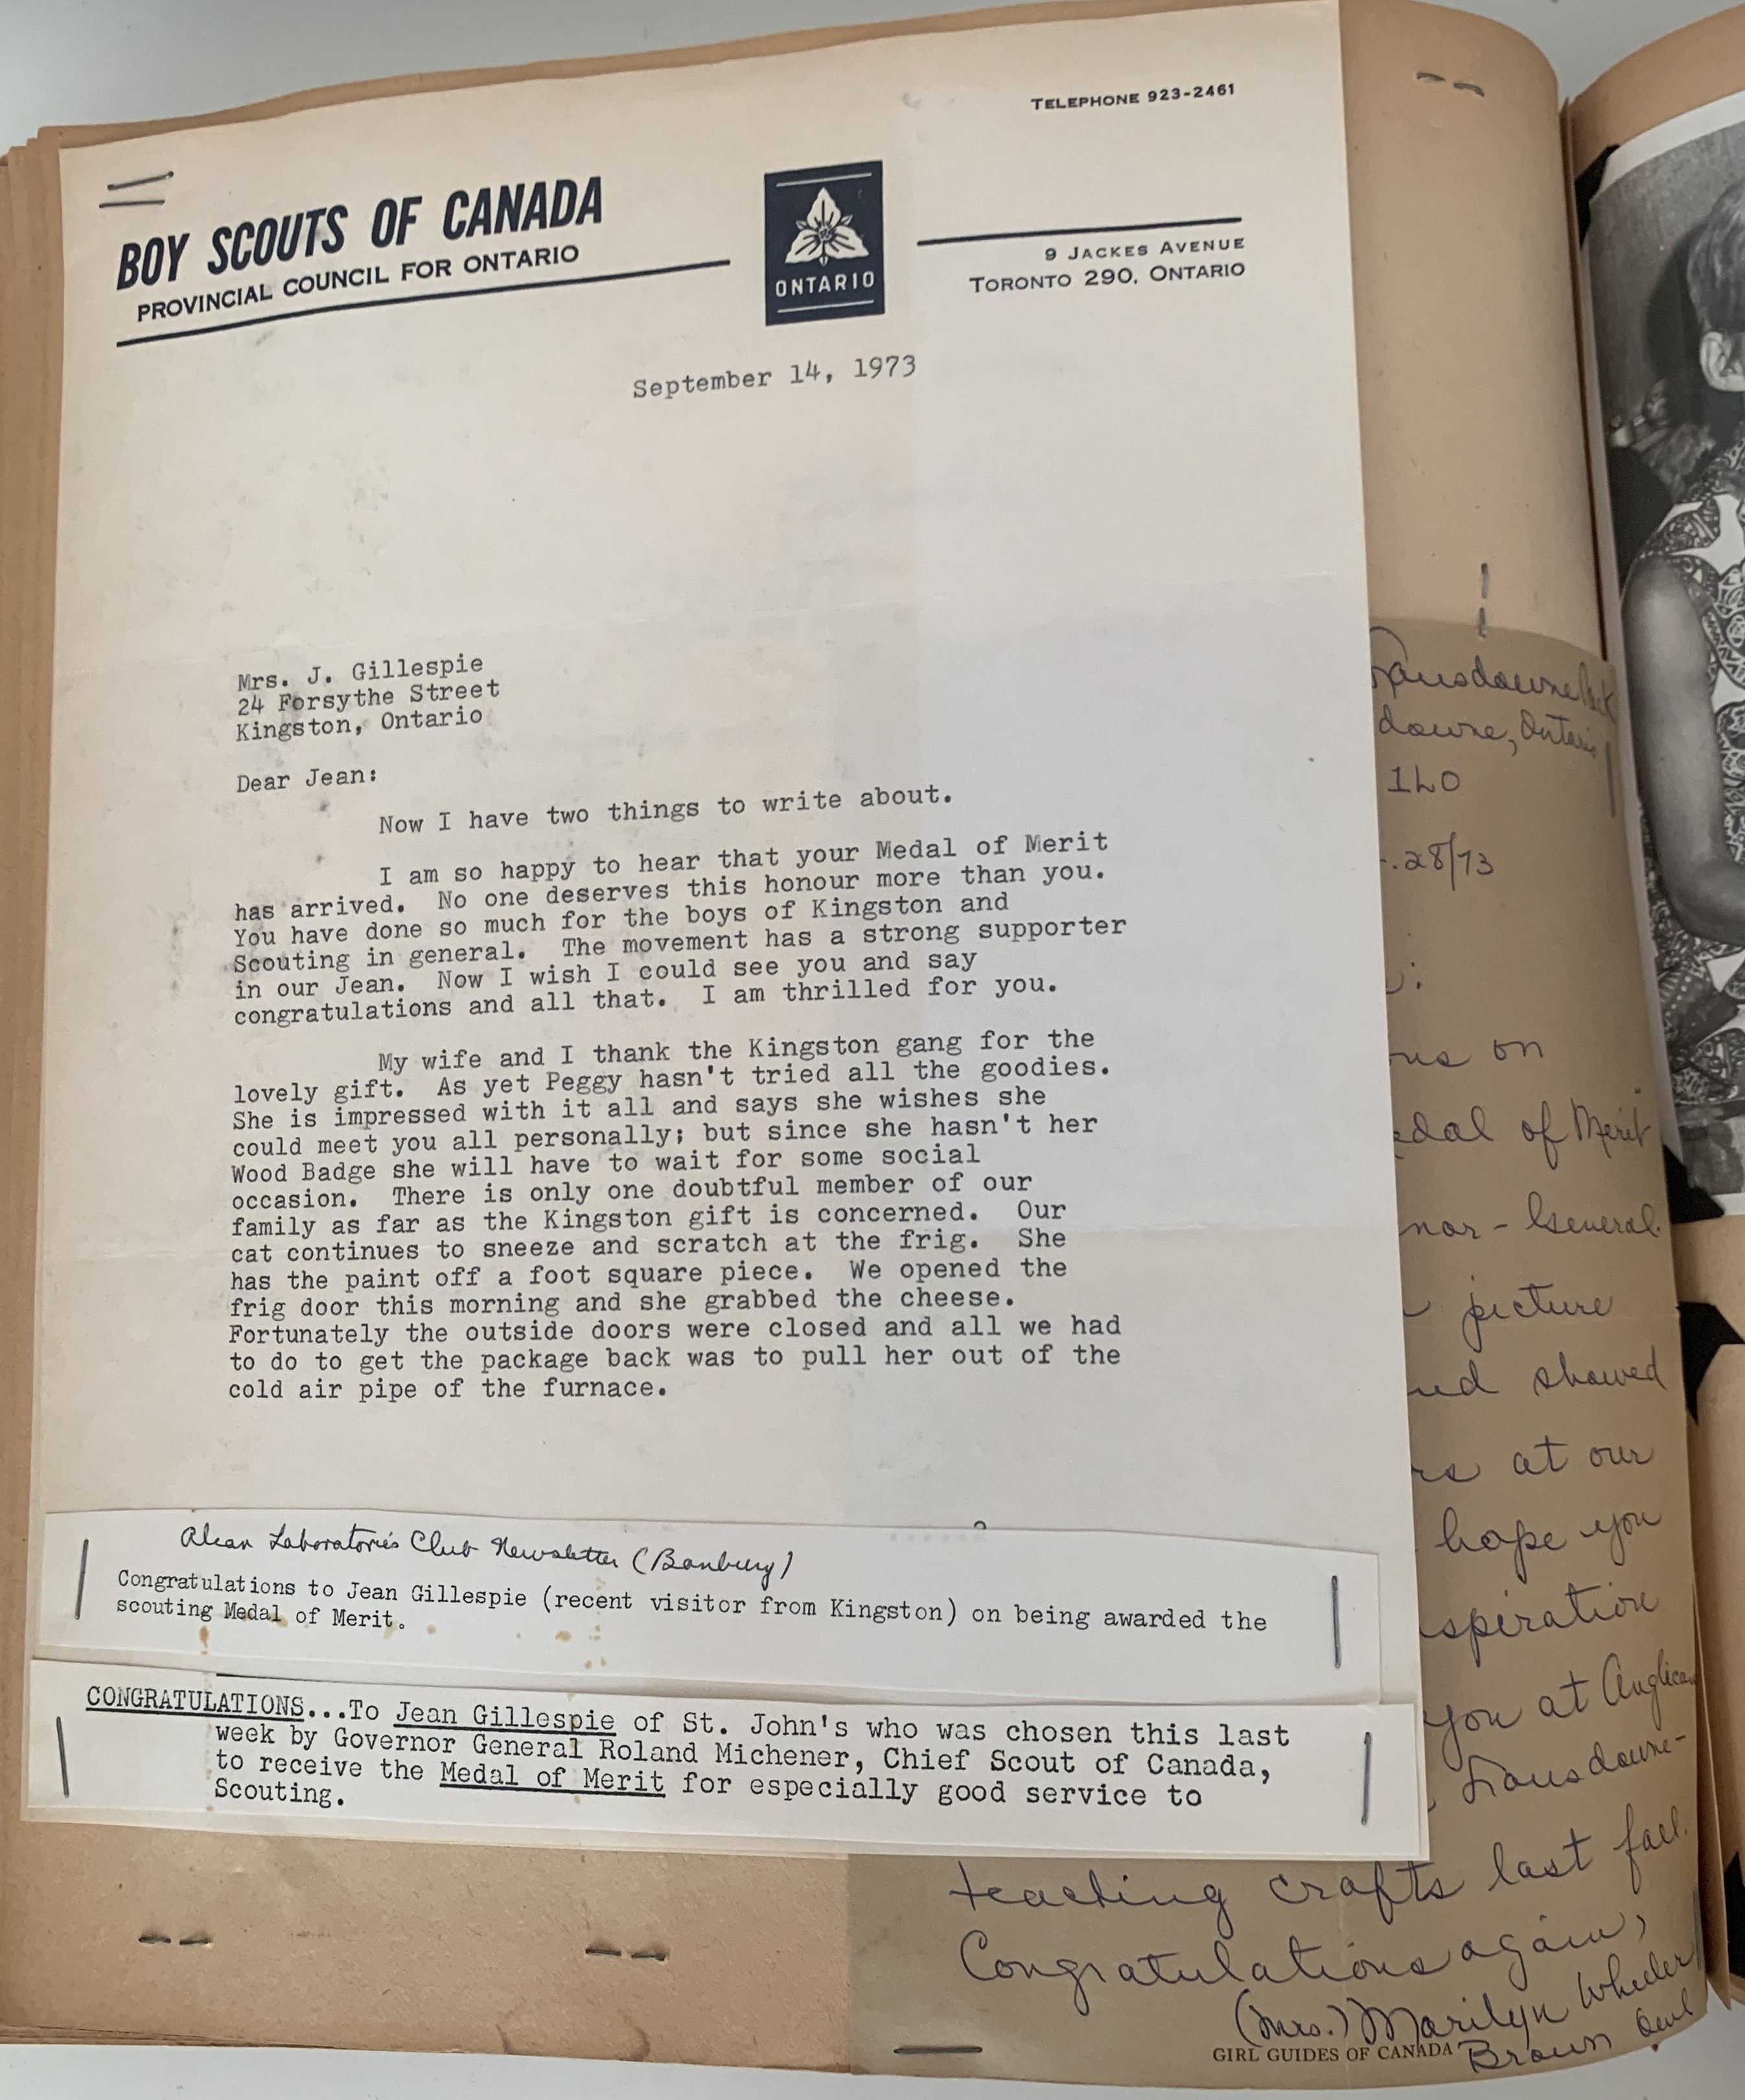 TELEPHONE 923-2461
BOY SCOUTS OF CANADA
PROVINCIAL COUNCIL FOR ONTARIO
ONTARIO
9 JACKES AVENUE
TORONTO 290, ONTARIO
September 14, 1973
Mrs. J. Gillespie
24 Forsythe Street
Kingston, Ontario
Dear Jean:
Now I have two things to write about.
I am so happy to hear that your Medal of Merit
has arrived. No one deserves this honour more than you.
You have done so much for the boys of Kingston and
Scouting in general. The movement has a strong supporter
in our Jean. Now I wish I could see you and say
congratulations and all that. I am thrilled for you.
My wife and I thank the Kingston gang for the
lovely gift. As yet Peggy hasn't tried all the goodies.
She is impressed with it all and says she wishes she
could meet you all personally; but since she hasn't her
Wood Badge she will have to wait for some social
occasion. There is only one doubtful member of our
family as far as the Kingston gift is concerned. Our
cat continues to sneeze and scratch at the frig. She
has the paint off a foot square piece. We opened the
frig door this morning and she grabbed the cheese.
Fortunately the outside doors were closed and all we had
to do to get the package back was to pull her out of the
cold air pipe of the furnace.
Alcan Laboratories Club Newsletter (Banbury)
Congratulations to Jean Gillespie (recent visitor from Kingston) on being awarded the
scouting Medal of Merit.
CONGRATULATIONS...To Jean Gillespie of St. John's who was chosen this last
week by Governor General Roland Michener, Chief Scout of Canada,
to receive the Medal of Merit for especially good service to
Scouting.
Lansdowne
downe, Ontario
1L0
.28/73
on
edal of Merit
nor-General.
picture
showed
at our
hope you
spiration
you at Anglican
Lansdowne-
teaching crafts last fall.
Congratulations again,
(Mrs.) Marilyn Wheeler
Brown Owl
GIRL GUIDES OF CANADA